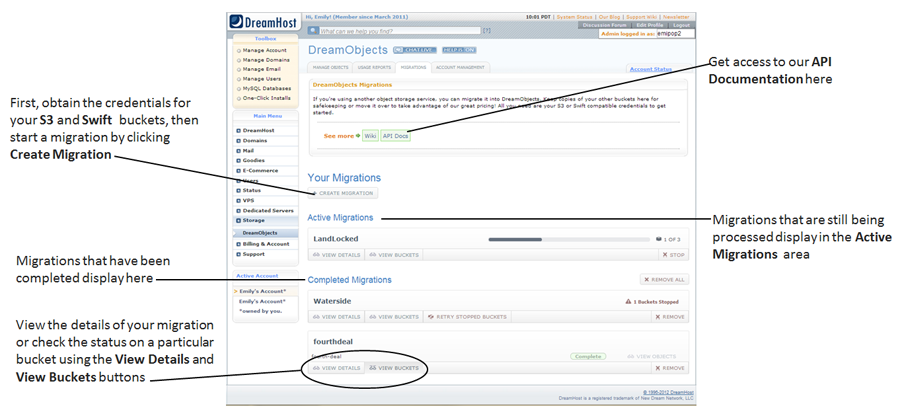 DreamHost
Hi, Emily! (Member since March 2011)
10:01 PDT | System Status | Our Blog | Support Wiki | Newsletter
Discussion Forum | Edit Profile | Logout
What can we help you find?
[?]
Admin logged in as: emipop2
Toolbox
Manage Account
Manage Domains
Manage Email
Manage Users
MySQL Databases
One-Click Installs
Main Menu
DreamHost
Domains
Mail
Goodies
E-Commerce
Users
Status
VPS
Dedicated Servers
Storage
DreamObjects
Billing & Account
Support
Active Account
> Emily's Account*
Emily's Account*
*owned by you.
DreamObjects
MANAGE OBJECTS
USAGE REPORTS
MIGRATIONS
ACCOUNT MANAGEMENT
Account Status
DreamObjects Migrations
If you're using another object storage service, you can migrate it into DreamObjects. Keep copies of your other buckets here for
safekeeping or move it over to take advantage of our great pricing! All you need are your S3 or Swift compatible credentials to get
started.
See more Wiki API Docs
Your Migrations
CREATE MIGRATION
Active Migrations
LandLocked
1 OF 3
VIEW DETAILS
VIEW BUCKETS
STOP
Completed Migrations
REMOVE ALL
Waterside
1 Buckets Stopped
VIEW DETAILS
VIEW BUCKETS
RETRY STOPPED BUCKETS
REMOVE
fourthdeal
Complete
VIEW OBJECTS
VIEW DETAILS
VIEW BUCKETS
REMOVE
© 1996-2012 DreamHost
DreamHost is a registered trademark of New Dream Network, LLC
First, obtain the credentials for
your S3 and Swift buckets, then
start a migration by clicking
Create Migration
Migrations that have been
completed display here
View the details of your migration
or check the status on a particular
bucket using the View Details and
View Buckets buttons
Get access to our API
Documentation here
Migrations that are still being
processed display in the Active
Migrations area